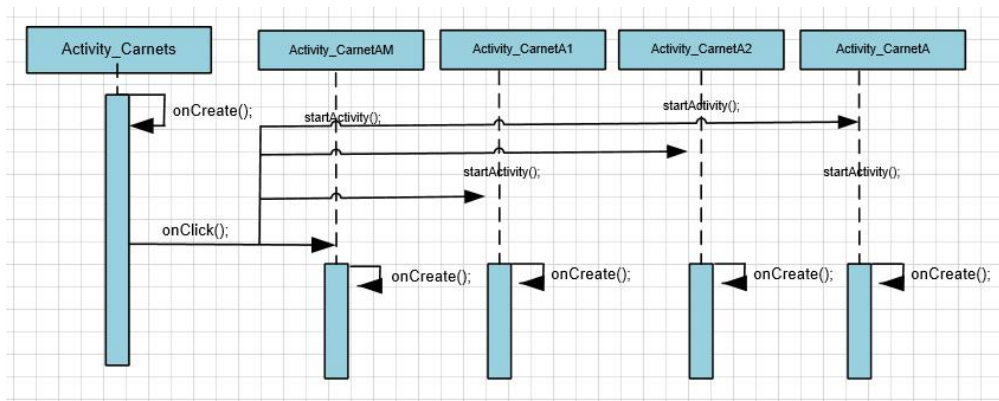 Activity_Carnets
Activity_CarnetAM
Activity_CarnetA1
Activity_CarnetA2
Activity_CarnetA
onCreate();
startActivity();
startActivity();
startActivity();
startActivity();
onClick();
onCreate();
onCreate();
onCreate();
onCreate();